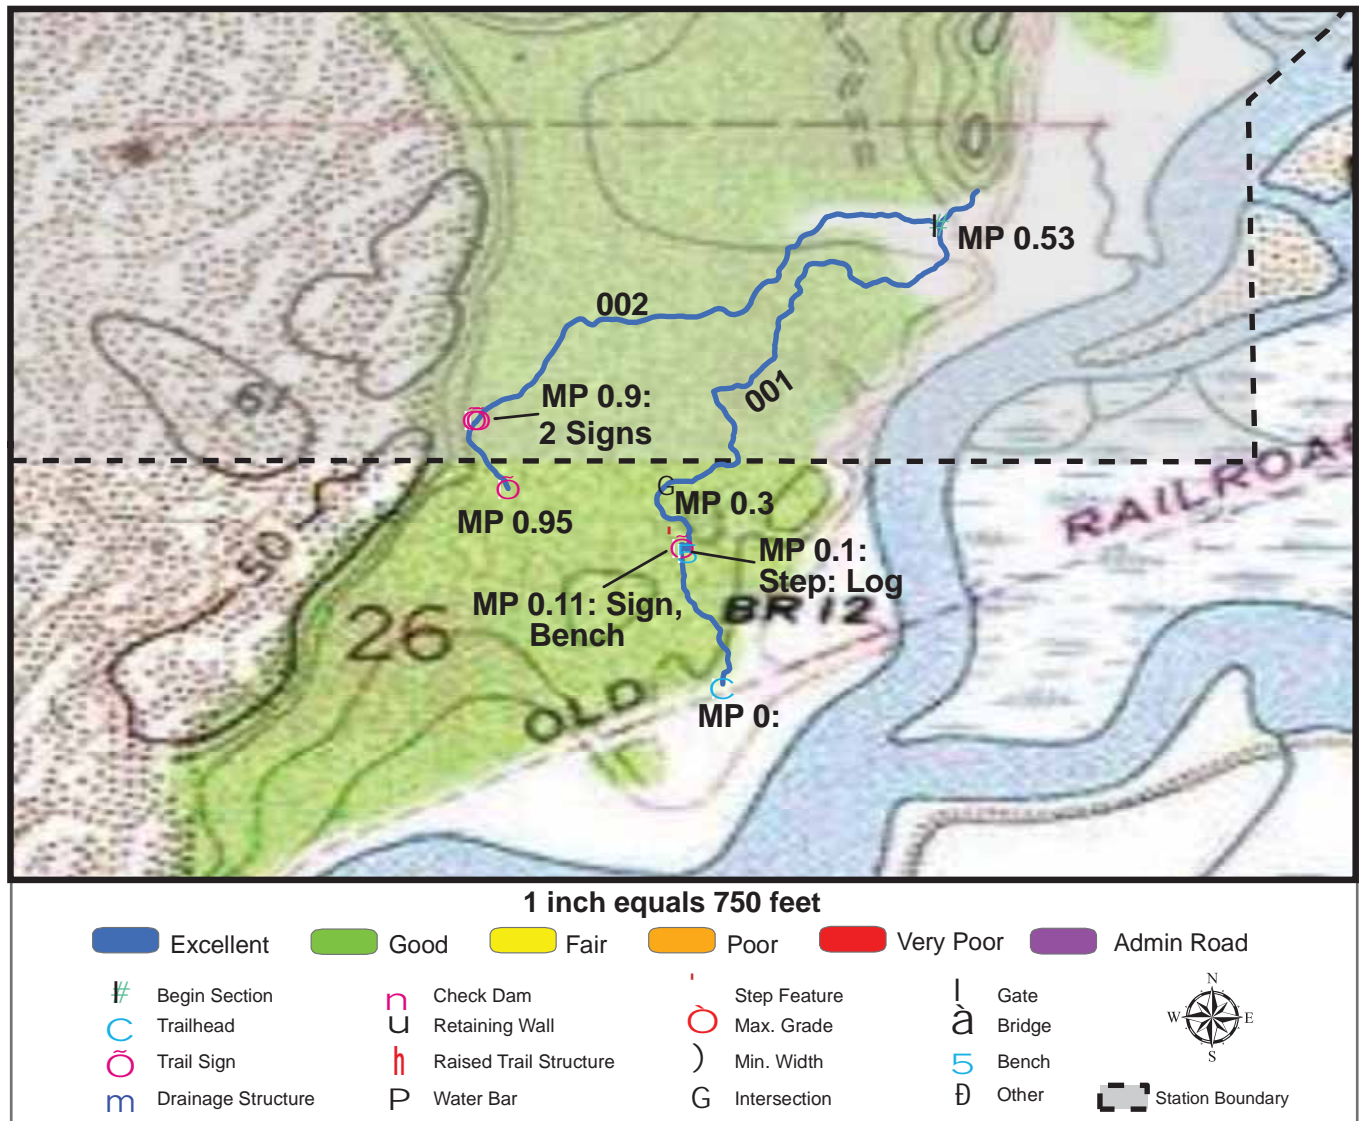 MP 0.53
002
001
MP 0.9:
2 Signs
MP 0.3
MP 0.95
MP 0.1:
Step: Log
MP 0.11: Sign,
Bench
RAILROAD
50
26
BR 12
OLD
MP 0:
1 inch equals 750 feet
Excellent Good Fair Poor Very Poor Admin Road
Begin Section n Check Dam Step Feature Gate
C Trailhead u Retaining Wall Ò Max. Grade à Bridge
Õ Trail Sign h Raised Trail Structure ) Min. Width 5 Bench
m Drainage Structure P Water Bar G Intersection Ð Other
N
W E
S
Station Boundary